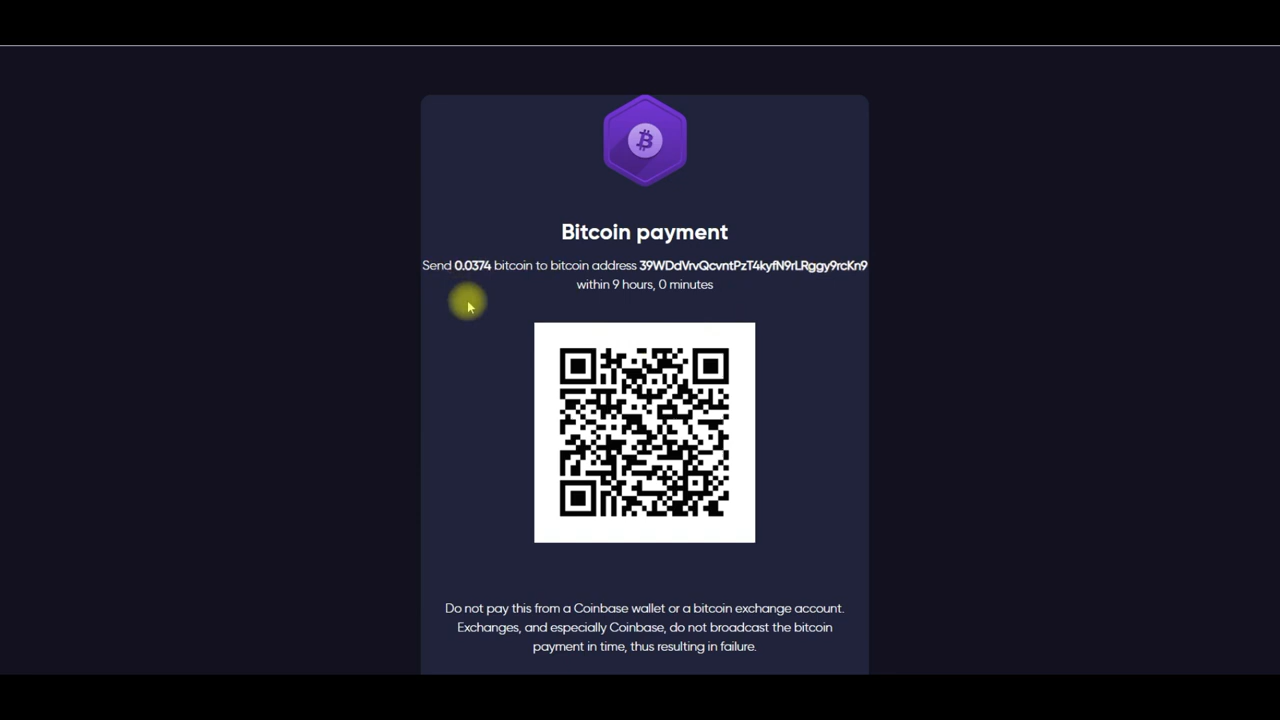 Bitcoin payment
Send 0.0374 bitcoin to bitcoin address 39WDdVrvQcvntPzT4kyfN9rLRggy9rcKn9
within 9 hours, 0 minutes
Do not pay this from a Coinbase wallet or a bitcoin exchange account.
Exchanges, and especially Coinbase, do not broadcast the bitcoin
payment in time, thus resulting in failure.